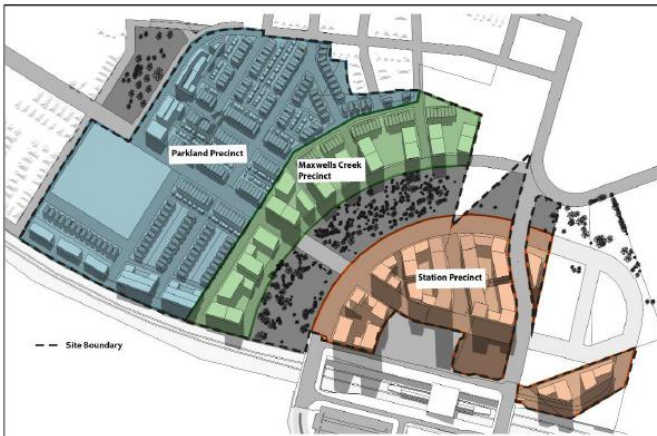 Parkland Precinct
Maxwells Creek
Precinct
Station Precinct
Site Boundary